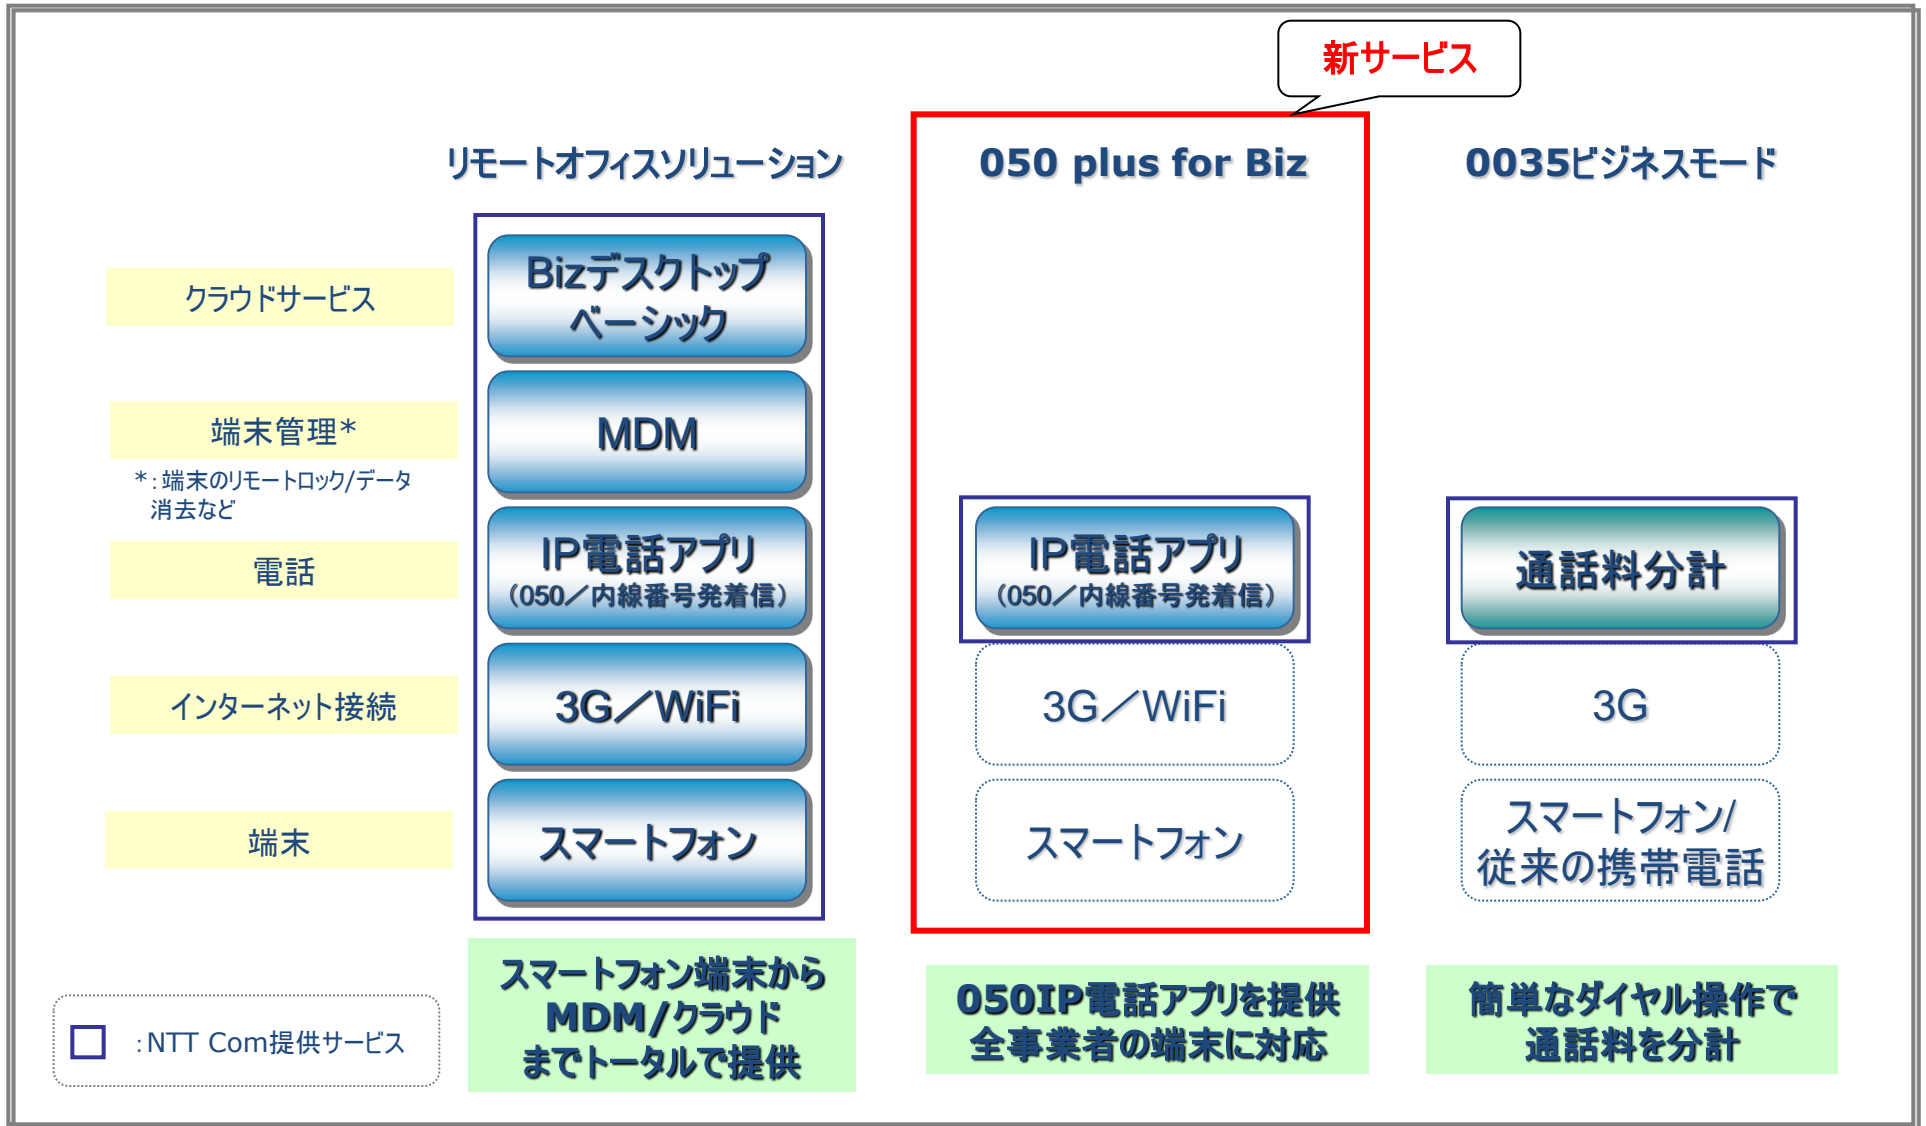 新サービス
リモートオフィスソリューション
050 plus for Biz
0035ビジネスモード
クラウドサービス
Bizデスクトップ
ベーシック
端末管理*
*：端末のリモートロック/データ
消去など
MDM
電話
IP電話アプリ
（050／内線番号発着信）
IP電話アプリ
（050／内線番号発着信）
通話料分計
インターネット接続
3G／WiFi
3G／WiFi
3G
端末
スマートフォン
スマートフォン
スマートフォン/
従来の携帯電話
スマートフォン端末から
MDM/クラウド
までトータルで提供
050IP電話アプリを提供
全事業者の端末に対応
簡単なダイヤル操作で
通話料を分計
：NTT Com提供サービス